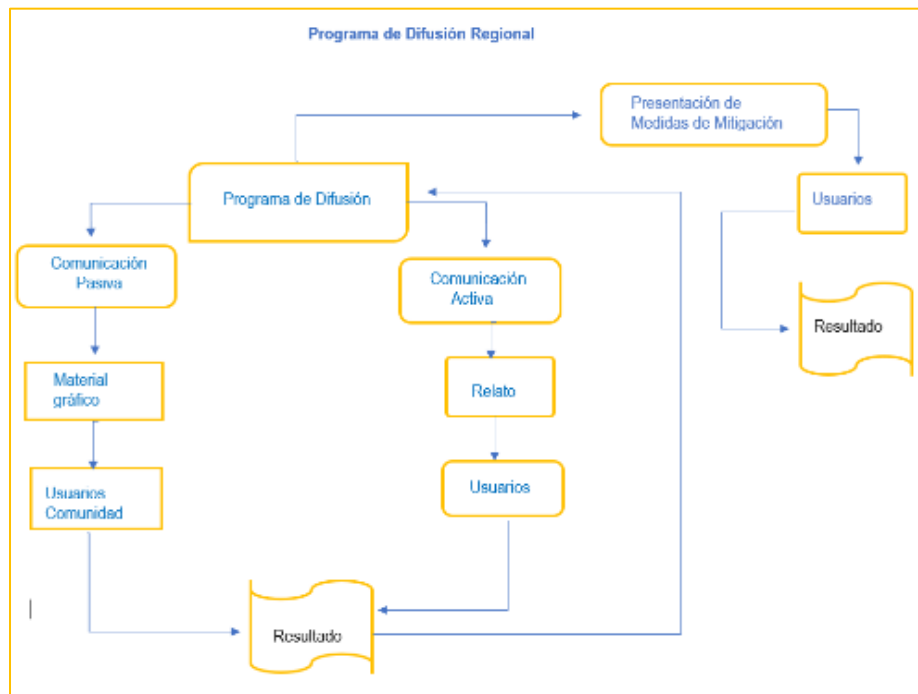 Programa de Difusión Regional
Presentación de
Medidas de Mitigación
Programa de Difusión
Usuarios
Comunicación
Pasiva
Comunicación
Activa
Resultado
Material
gráfico
Relato
Usuarios
Comunidad
Usuarios
Resultado